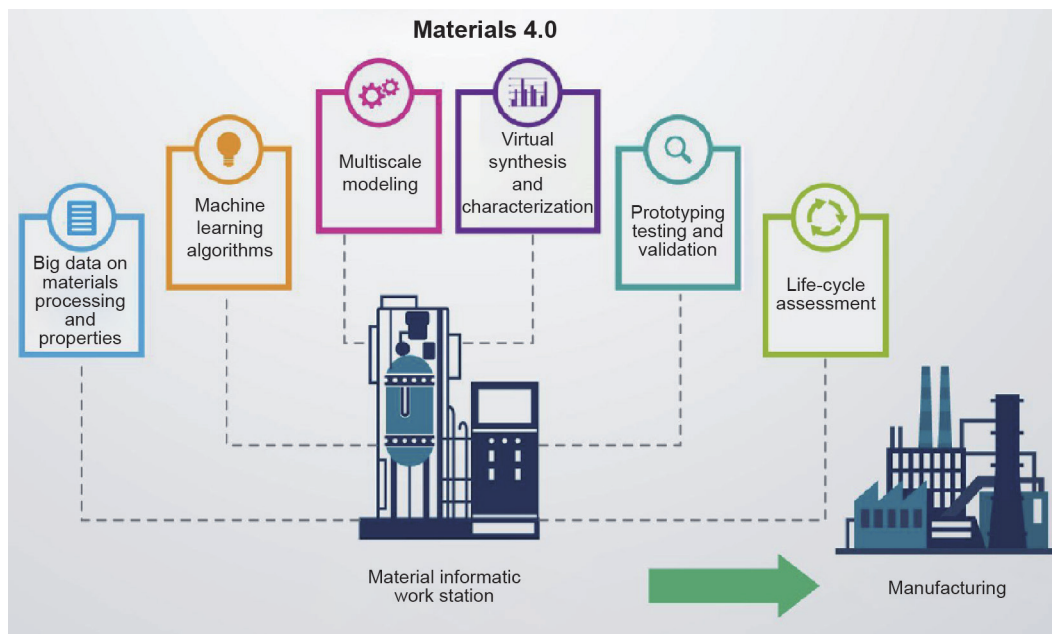 Materials 4.0
Big data on
materials
processing
and
properties
Machine
learning
algorithms
Multiscale
modeling
Virtual
synthesis
and
characterization
Prototyping
testing and
validation
Life-cycle
assessment
Material informatic
work station
Manufacturing